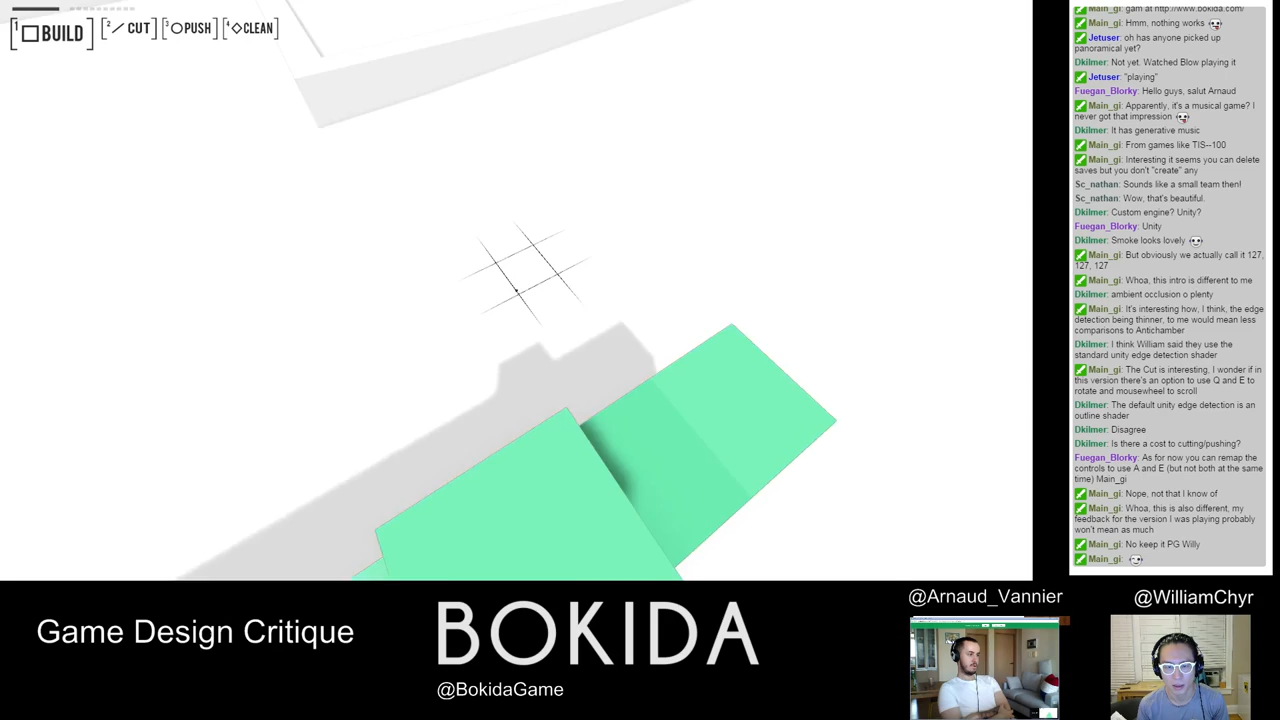 [¹□BUILD] [²/CUT] [³○PUSH] [⁴◇CLEAN]
gam at http://www.bokida.com/
Main_gi: Hmm, nothing works
Jetuser: oh has anyone picked up
panoramical yet?
Dkilmer: Not yet. Watched Blow playing it
Jetuser: "playing"
Fuegan_Blorky: Hello guys, salut Arnaud
Main_gi: Apparently, it's a musical game? I
never got that impression
Dkilmer: It has generative music
Main_gi: From games like TIS--100
Main_gi: Interesting it seems you can delete
saves but you don't "create" any
Sc_nathan: Sounds like a small team then!
Sc_nathan: Wow, that's beautiful.
Dkilmer: Custom engine? Unity?
Fuegan_Blorky: Unity
Dkilmer: Smoke looks lovely
Main_gi: But obviously we actually call it 127,
127, 127
Main_gi: Whoa, this intro is different to me
Dkilmer: ambient occlusion o plenty
Main_gi: It's interesting how, I think, the edge
detection being thinner, to me would mean less
comparisons to Antichamber
Dkilmer: I think William said they use the
standard unity edge detection shader
Main_gi: The Cut is interesting, I wonder if in
this version there's an option to use Q and E to
rotate and mousewheel to scroll
Dkilmer: The default unity edge detection is an
outline shader
Dkilmer: Disagree
Dkilmer: Is there a cost to cutting/pushing?
Fuegan_Blorky: As for now you can remap the
controls to use A and E (but not both at the same
time) Main_gi
Main_gi: Nope, not that I know of
Main_gi: Whoa, this is also different, my
feedback for the version I was playing probably
won't mean as much
Main_gi: No keep it PG Willy
Main_gi:
Game Design Critique
BOKIDA
@BokidaGame
@Arnaud_Vannier
@WilliamChyr